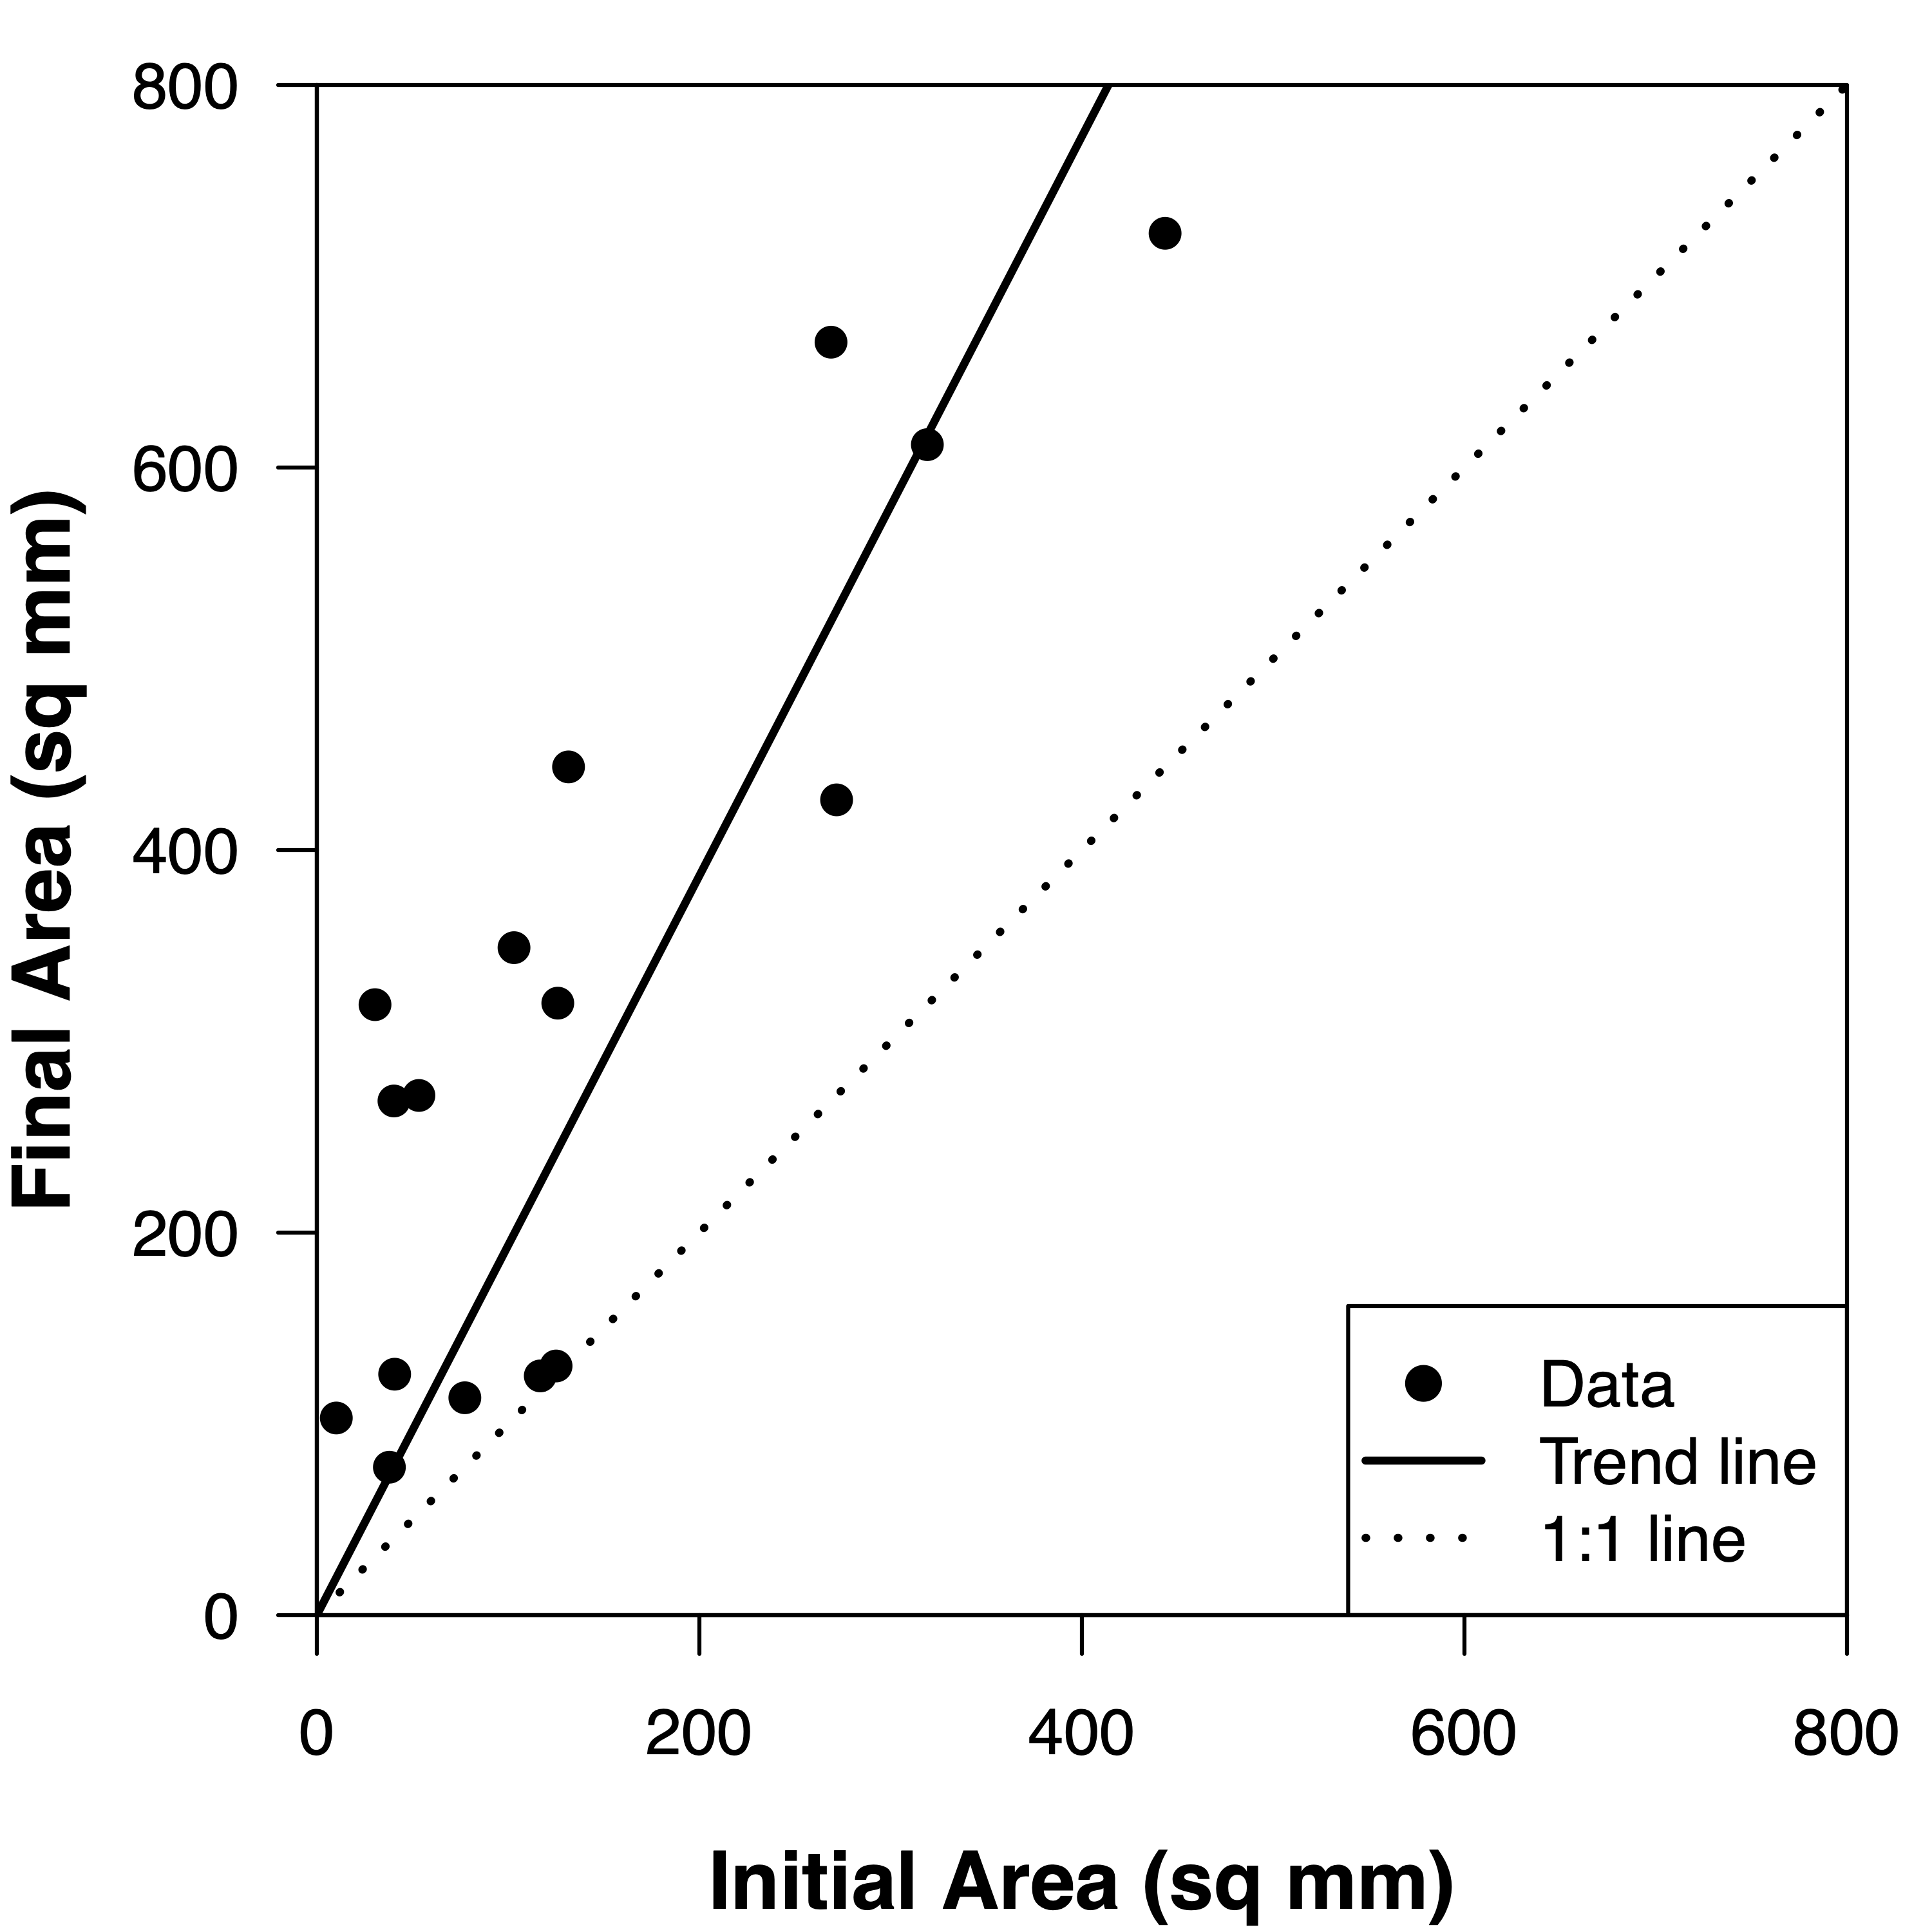 800
600
400
200
0
Final Area (sq mm)
Data
Trend line
1:1 line
0 200 400 600 800
Initial Area (sq mm)